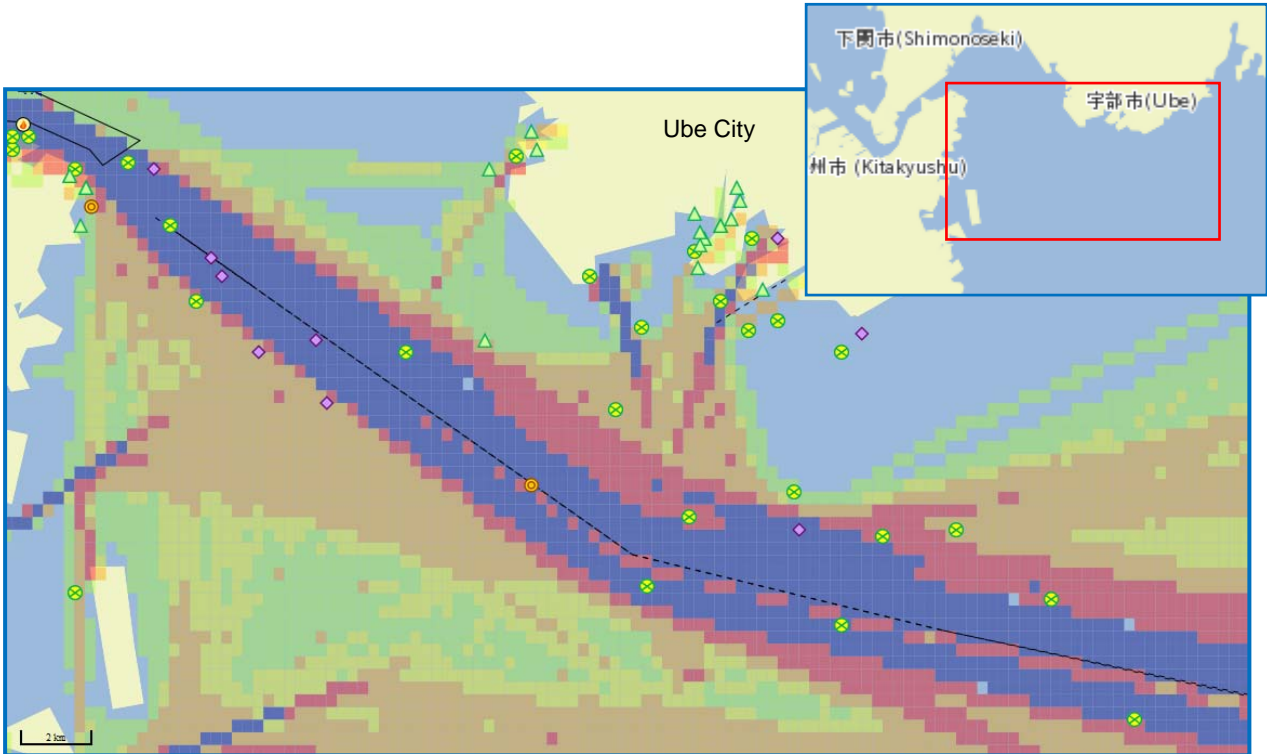 下関市(Shimonoseki)
宇部市(Ube)
州市 (Kitakyushu)
Ube City
2 km